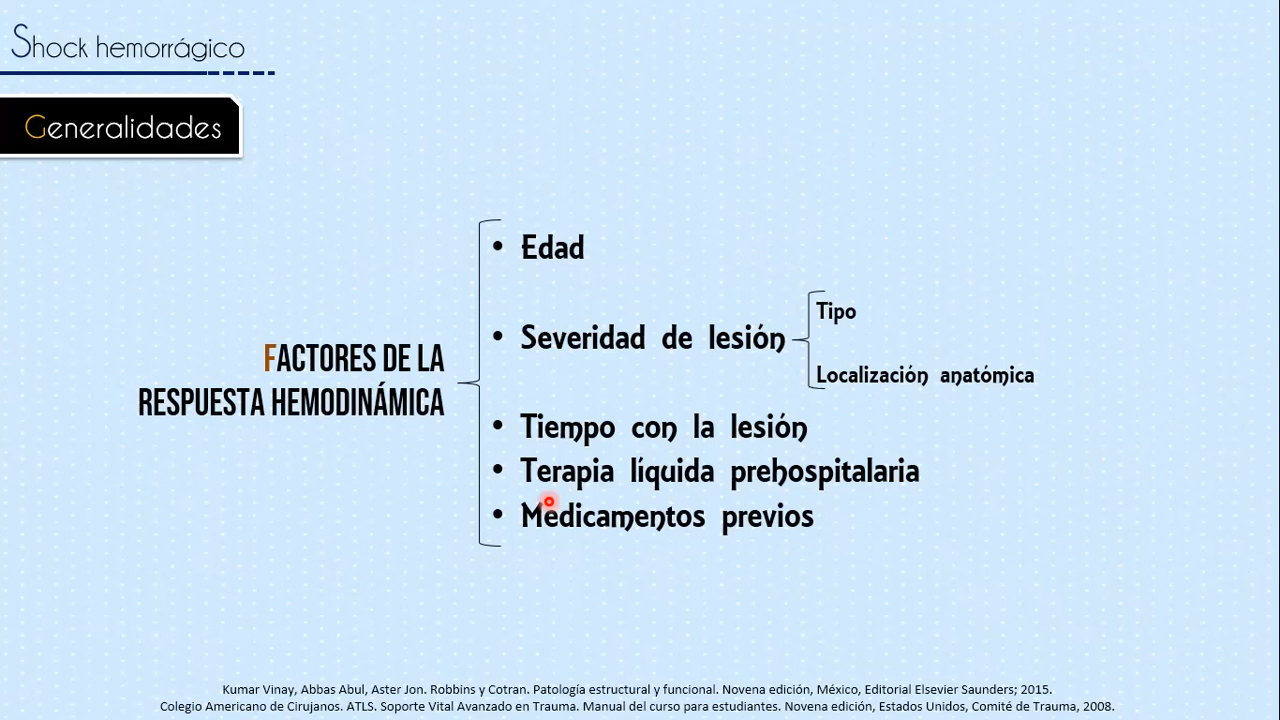 Shock hemorrágico
Generalidades
• Edad
Tipo
• Severidad de lesión
FACTORES DE LA
RESPUESTA HEMODINÁMICA
Localización anatómica
• Tiempo con la lesión
• Terapia líquida prehospitalaria
• Medicamentos previos
Kumar Vinay, Abbas Abul, Aster Jon. Robbins y Cotran. Patología estructural y funcional. Novena edición, México, Editorial Elsevier Saunders; 2015.
Colegio Americano de Cirujanos. ATLS. Soporte Vital Avanzado en Trauma. Manual del curso para estudiantes. Novena edición, Estados Unidos, Comité de Trauma, 2008.